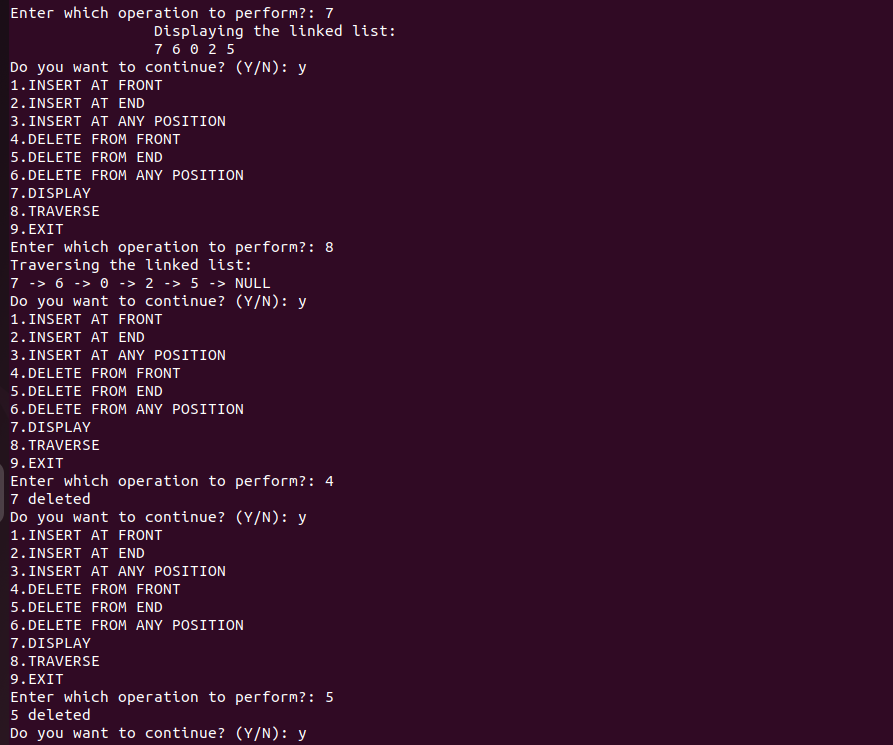 Enter which operation to perform?: 7
Displaying the linked list:
7 6 0 2 5
Do you want to continue? (Y/N): y
1.INSERT AT FRONT
2.INSERT AT END
3.INSERT AT ANY POSITION
4.DELETE FROM FRONT
5.DELETE FROM END
6.DELETE FROM ANY POSITION
7.DISPLAY
8.TRAVERSE
9.EXIT
Enter which operation to perform?: 8
Traversing the linked list:
7 -> 6 -> 0 -> 2 -> 5 -> NULL
Do you want to continue? (Y/N): y
1.INSERT AT FRONT
2.INSERT AT END
3.INSERT AT ANY POSITION
4.DELETE FROM FRONT
5.DELETE FROM END
6.DELETE FROM ANY POSITION
7.DISPLAY
8.TRAVERSE
9.EXIT
Enter which operation to perform?: 4
7 deleted
Do you want to continue? (Y/N): y
1.INSERT AT FRONT
2.INSERT AT END
3.INSERT AT ANY POSITION
4.DELETE FROM FRONT
5.DELETE FROM END
6.DELETE FROM ANY POSITION
7.DISPLAY
8.TRAVERSE
9.EXIT
Enter which operation to perform?: 5
5 deleted
Do you want to continue? (Y/N): y